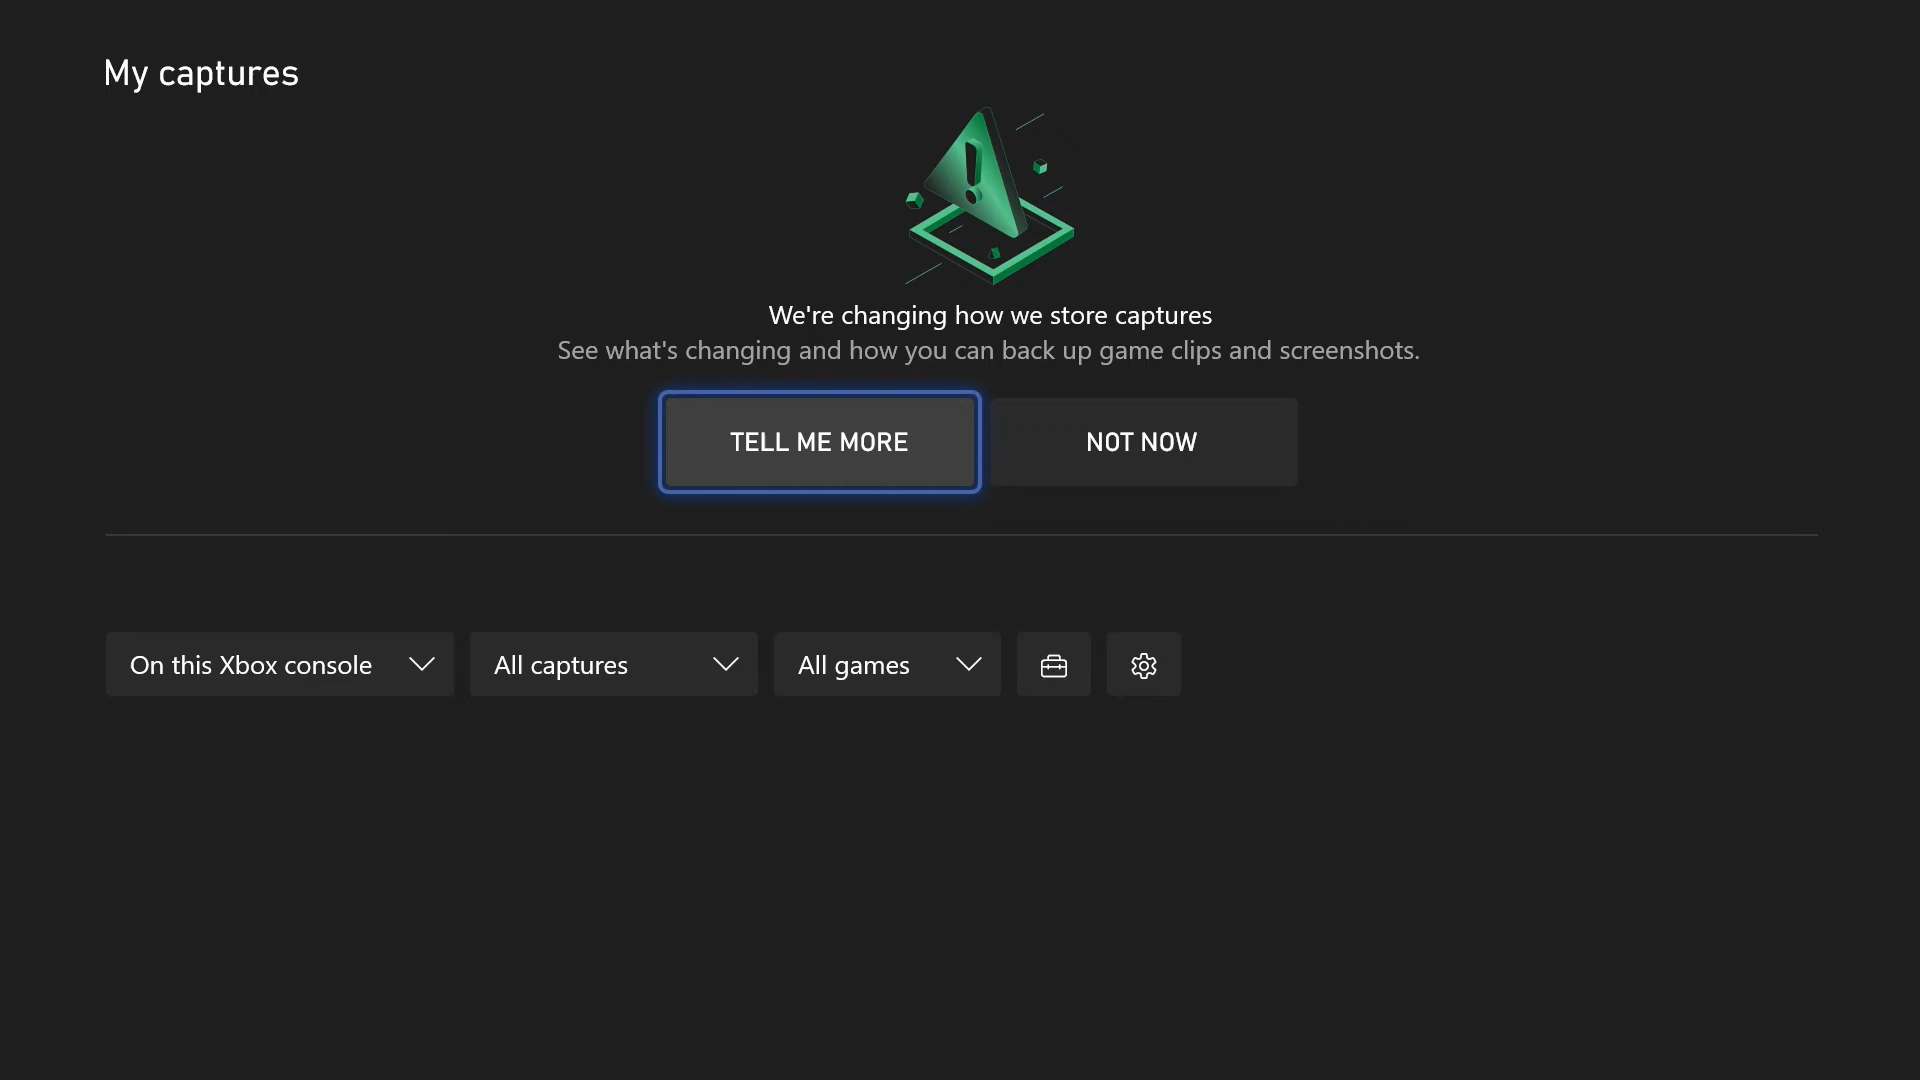 My captures
We're changing how we store captures
See what's changing and how you can back up game clips and screenshots.
TELL ME MORE
NOT NOW
On this Xbox console
All captures
All games